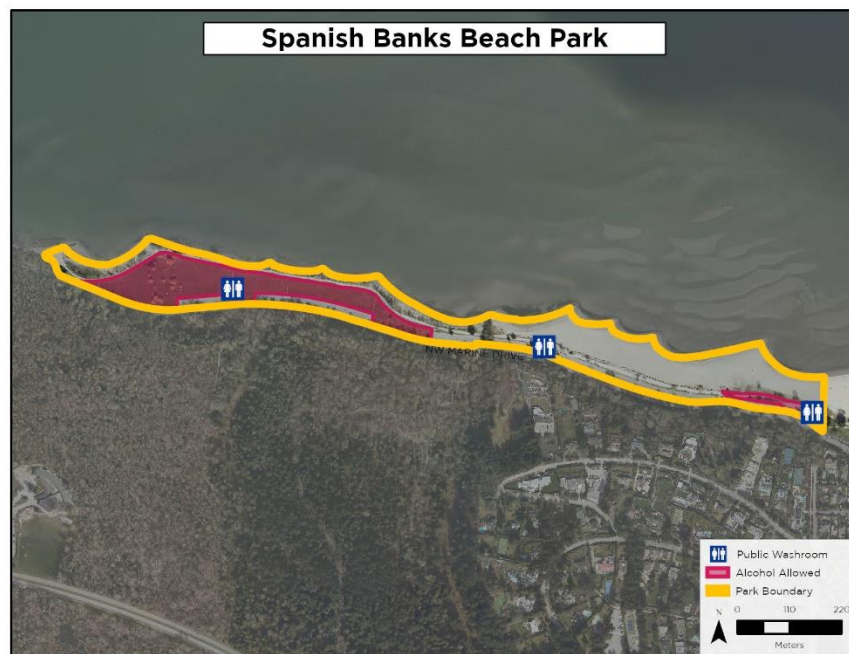 Spanish Banks Beach Park
NW MARINE DRIVE
Public Washroom
Alcohol Allowed
Park Boundary
N
0 110 220
Meters